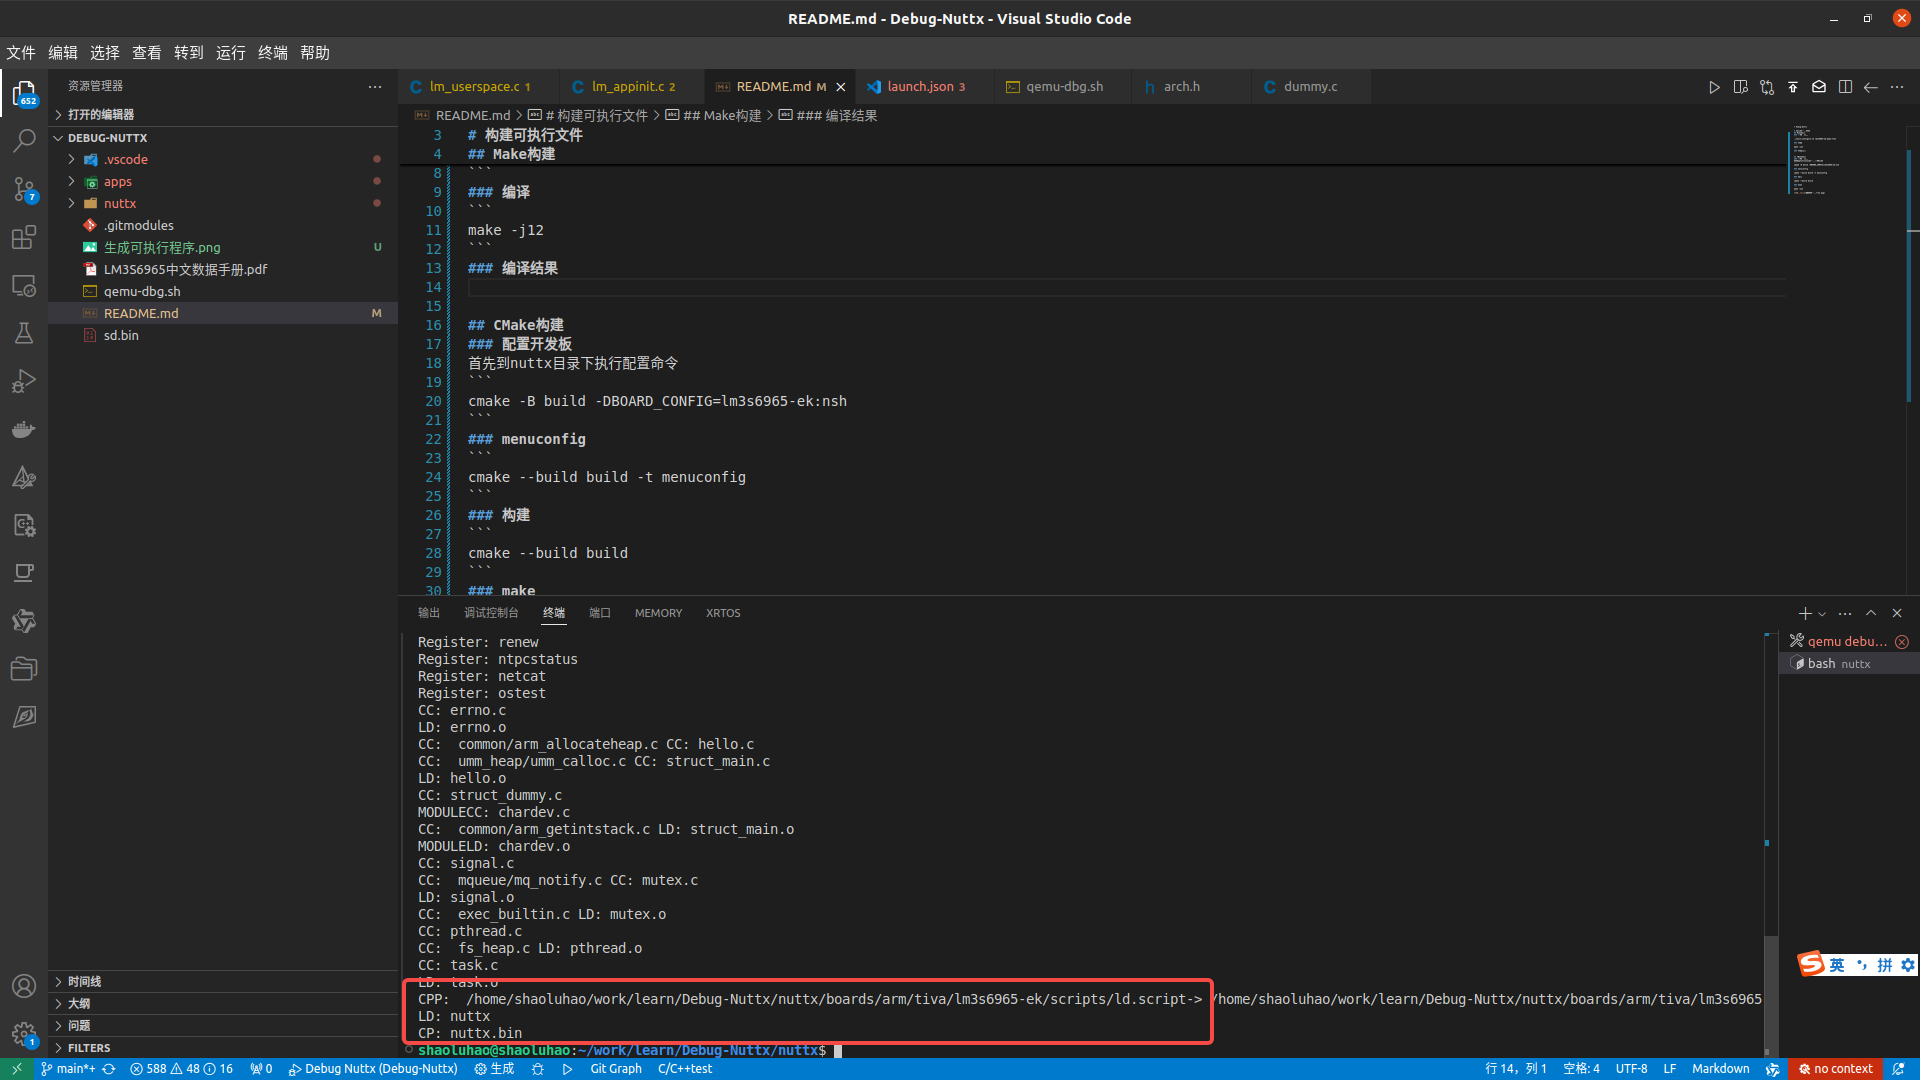 README.md - Debug-Nuttx - Visual Studio Code
文件 编辑 选择 查看 转到 运行 终端 帮助
资源管理器
打开的编辑器
DEBUG-NUTTX
.vscode
apps
nuttx
.gitmodules
生成可执行程序.png U
LM3S6965中文数据手册.pdf
qemu-dbg.sh
README.md M
sd.bin
时间线
大纲
问题
FILTERS
652
7
1
lm_userspace.c 1
lm_appinit.c 2
README.md M
launch.json 3
qemu-dbg.sh
arch.h
dummy.c
README.md > # 构建可执行文件 > ## Make构建 > ### 编译结果
3 # 构建可执行文件
4 ## Make构建
8 ```
9 ### 编译
10 ```
11 make -j12
12 ```
13 ### 编译结果
14
15
16 ## CMake构建
17 ### 配置开发板
18 首先到nuttx目录下执行配置命令
19 ```
20 cmake -B build -DBOARD_CONFIG=lm3s6965-ek:nsh
21 ```
22 ### menuconfig
23 ```
24 cmake --build build -t menuconfig
25 ```
26 ### 构建
27 ```
28 cmake --build build
29 ```
30 ### make
输出 调试控制台 终端 端口 MEMORY XRTOS
Register: renew
Register: ntpcstatus
Register: netcat
Register: ostest
CC: errno.c
LD: errno.o
CC:  common/arm_allocateheap.c CC: hello.c
CC:  umm_heap/umm_calloc.c CC: struct_main.c
LD: hello.o
CC: struct_dummy.c
MODULECC: chardev.c
CC:  common/arm_getintstack.c LD: struct_main.o
MODULELD: chardev.o
CC: signal.c
CC:  mqueue/mq_notify.c CC: mutex.c
LD: signal.o
CC:  exec_builtin.c LD: mutex.o
CC: pthread.c
CC:  fs_heap.c LD: pthread.o
CC: task.c
LD: task.o
CPP:  /home/shaoluhao/work/learn/Debug-Nuttx/nuttx/boards/arm/tiva/lm3s6965-ek/scripts/ld.script-> /home/shaoluhao/work/learn/Debug-Nuttx/nuttx/boards/arm/tiva/lm3s6965
LD: nuttx
CP: nuttx.bin
shaoluhao@shaoluhao:~/work/learn/Debug-Nuttx/nuttx$
qemu debu...
bash nuttx
英 拼
main*+ 588 48 16 0 Debug Nuttx (Debug-Nuttx) 生成 Git Graph C/C++test 行 14，列 1 空格: 4 UTF-8 LF Markdown no context